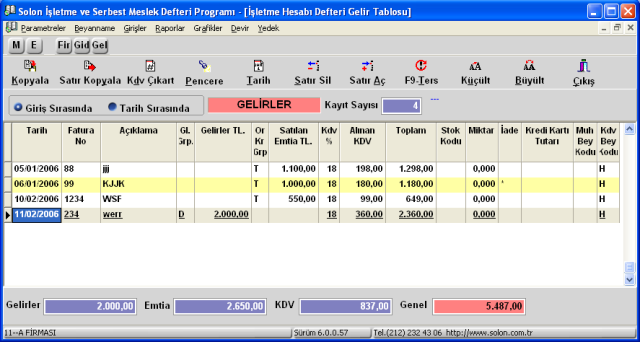 Solon İşletme ve Serbest Meslek Defteri Programı - [İşletme Hesabı Defteri Gelir Tablosu]
Parametreler Beyanname Girişler Raporlar Grafikler Devir Yedek
M E Fir Gid Gel
Kopyala Satır Kopyala Kdv Çıkart Pencere Tarih Satır Sil Satır Aç F9-Ters Küçült Büyült Çıkış
Giriş Sırasında Tarih Sırasında GELİRLER Kayıt Sayısı 4 ---
Tarih Fatura No Açıklama Gl. Grp. Gelirler TL. Or Kr Grp Satılan Emtia TL. Kdv % Alınan KDV Toplam Stok Kodu Miktar İade Kredi Kartı Tutarı Muh Bey Kodu Kdv Bey Kodu
05/01/2006 88 jjj T 1.100,00 18 198,00 1.298,00 0,000 H
06/01/2006 99 KJJK T 1.000,00 18 180,00 1.180,00 0,000 * H
10/02/2006 1234 WSF T 550,00 18 99,00 649,00 0,000 H
11/02/2006 234 werr D 2.000,00 18 360,00 2.360,00 0,000 H
Gelirler 2.000,00 Emtia 2.650,00 KDV 837,00 Genel 5.487,00
11--A FİRMASI Sürüm 6.0.0.57 Tel.(212) 232 43 06 http://www.solon.com.tr